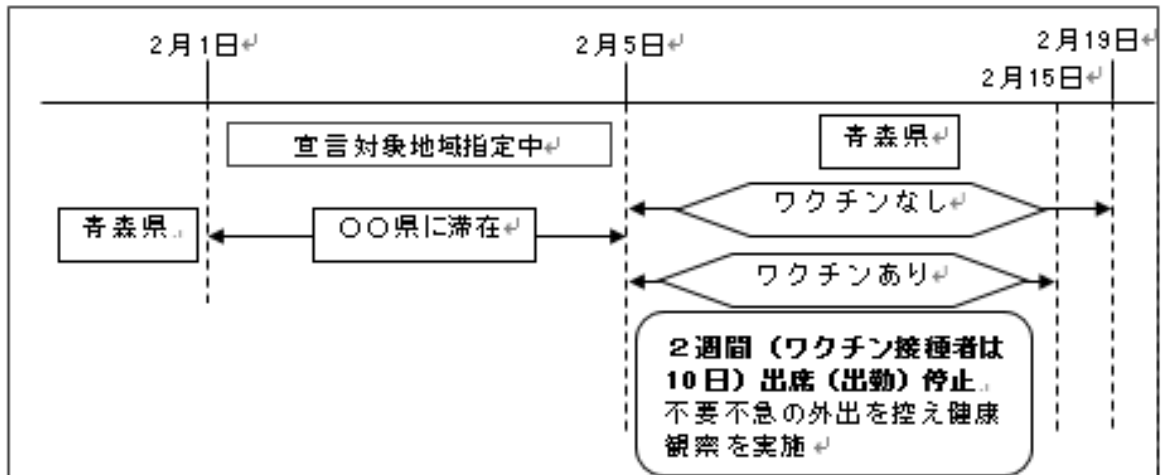 2月1日
2月5日
2月19日
2月15日
宣言対象地域指定中
青森県
ワクチンなし
青森県
〇〇県に滞在
ワクチンあり
2週間（ワクチン接種者は
10日）出席（出勤）停止
不要不急の外出を控え健康
観察を実施